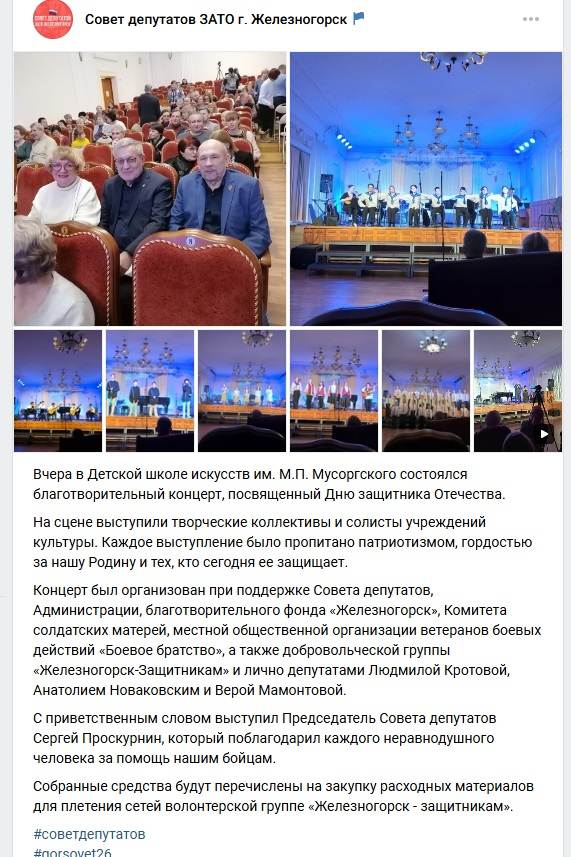 Совет депутатов ЗАТО г. Железногорск
Вчера в Детской школе искусств им. М.П. Мусоргского состоялся
благотворительный концерт, посвященный Дню защитника Отечества.
На сцене выступили творческие коллективы и солисты учреждений
культуры. Каждое выступление было пропитано патриотизмом, гордостью
за нашу Родину и тех, кто сегодня ее защищает.
Концерт был организован при поддержке Совета депутатов,
Администрации, благотворительного фонда «Железногорск», Комитета
солдатских матерей, местной общественной организации ветеранов боевых
действий «Боевое братство», а также добровольческой группы
«Железногорск-Защитникам» и лично депутатами Людмилой Кротовой,
Анатолием Новаковским и Верой Мамонтовой.
С приветственным словом выступил Председатель Совета депутатов
Сергей Проскурнин, который поблагодарил каждого неравнодушного
человека за помощь нашим бойцам.
Собранные средства будут перечислены на закупку расходных материалов
для плетения сетей волонтерской группе «Железногорск - защитникам».
#советдепутатов
#gorsovet26